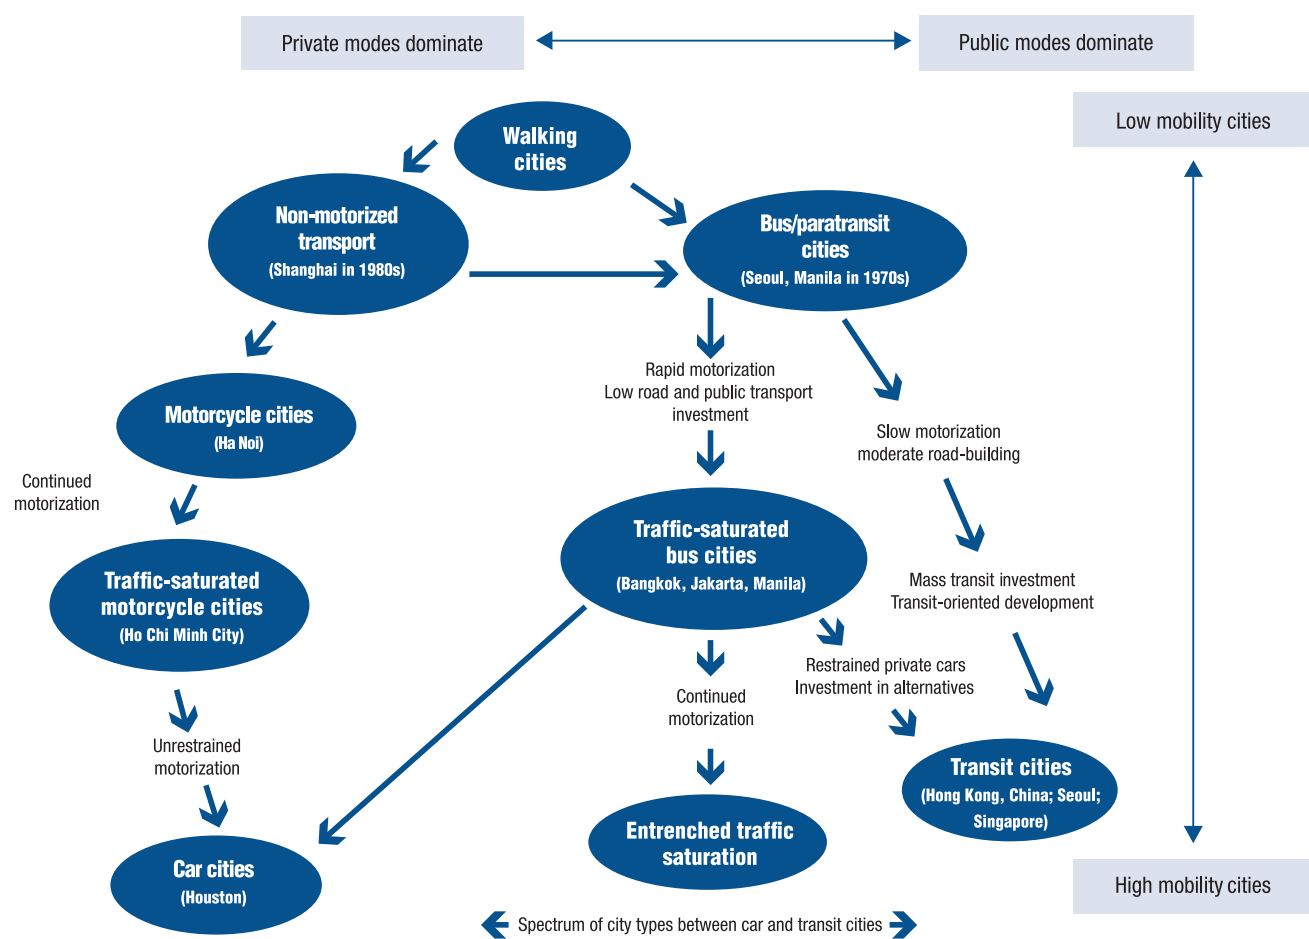 Private modes dominate
Public modes dominate
Low mobility cities
Walking
cities
Non-motorized
transport
(Shanghai in 1980s)
Bus/paratransit
cities
(Seoul, Manila in 1970s)
Rapid motorization
Low road and public transport
investment
Motorcycle cities
(Ha Noi)
Slow motorization
moderate road-building
Continued
motorization
Traffic-saturated
bus cities
(Bangkok, Jakarta, Manila)
Traffic-saturated
motorcycle cities
(Ho Chi Minh City)
Mass transit investment
Transit-oriented development
Restrained private cars
Investment in alternatives
Continued
motorization
Unrestrained
motorization
Transit cities
(Hong Kong, China; Seoul;
Singapore)
Entrenched traffic
saturation
Car cities
(Houston)
High mobility cities
Spectrum of city types between car and transit cities